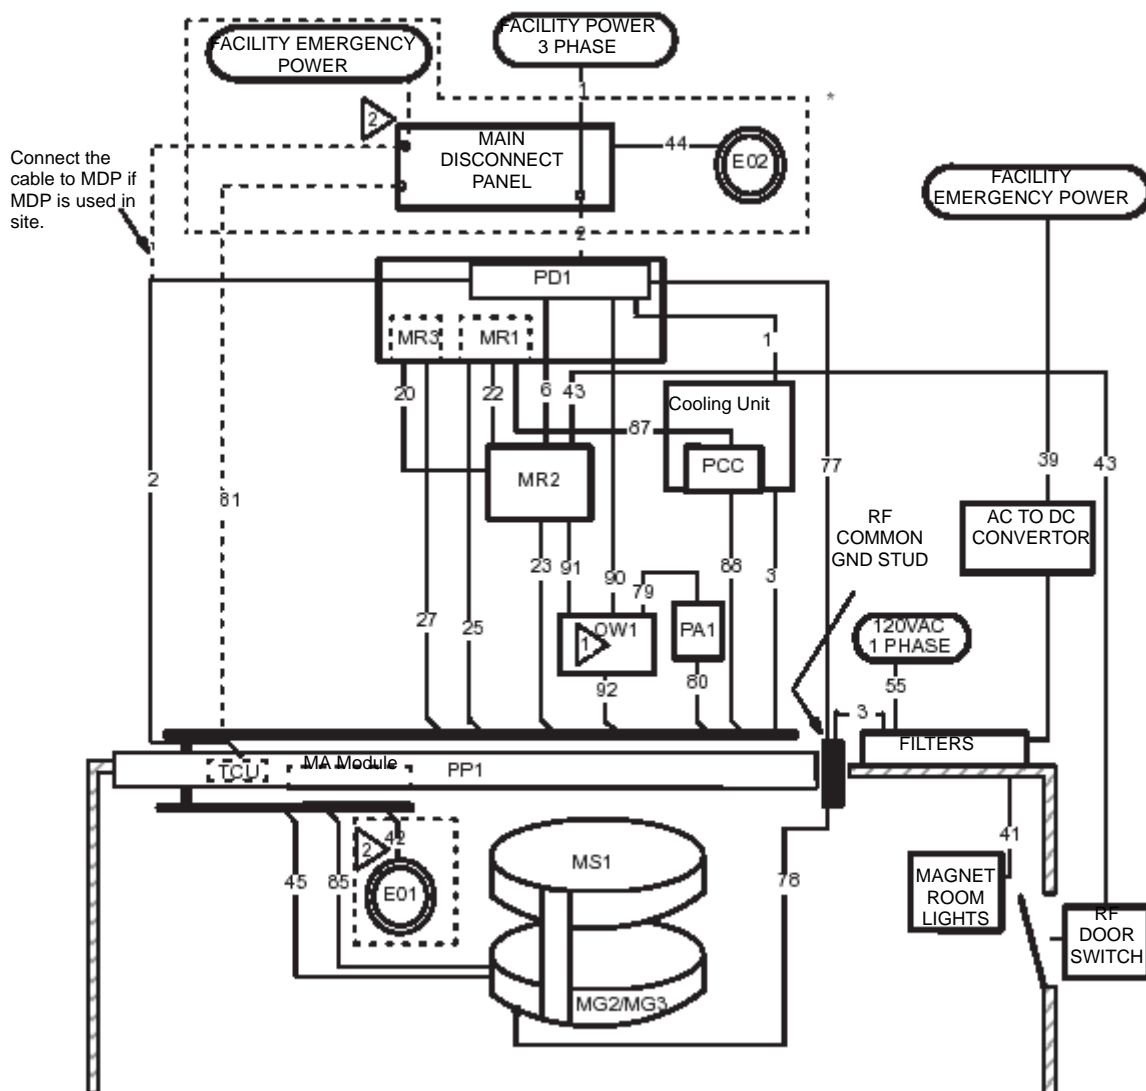 FACILITY POWER
3 PHASE
FACILITY EMERGENCY
POWER
1
*
2
MAIN
DISCONNECT
PANEL
44
E02
Connect the
cable to MDP if
MDP is used in
site.
FACILITY
EMERGENCY POWER
2
PD1
MR3
MR1
1
20
22
6
43
Cooling Unit
87
PCC
2
81
MR2
77
39
43
RF
COMMON
GND STUD
AC TO DC
CONVERTOR
23
91
90
79
88
3
27
25
1
OW1
PA1
120VAC
1 PHASE
92
80
55
3
FILTERS
TCU
MA Module
PP1
2
42
41
45
85
E01
MS1
78
MAGNET
ROOM
LIGHTS
RF
DOOR
SWITCH
MG2/MG3